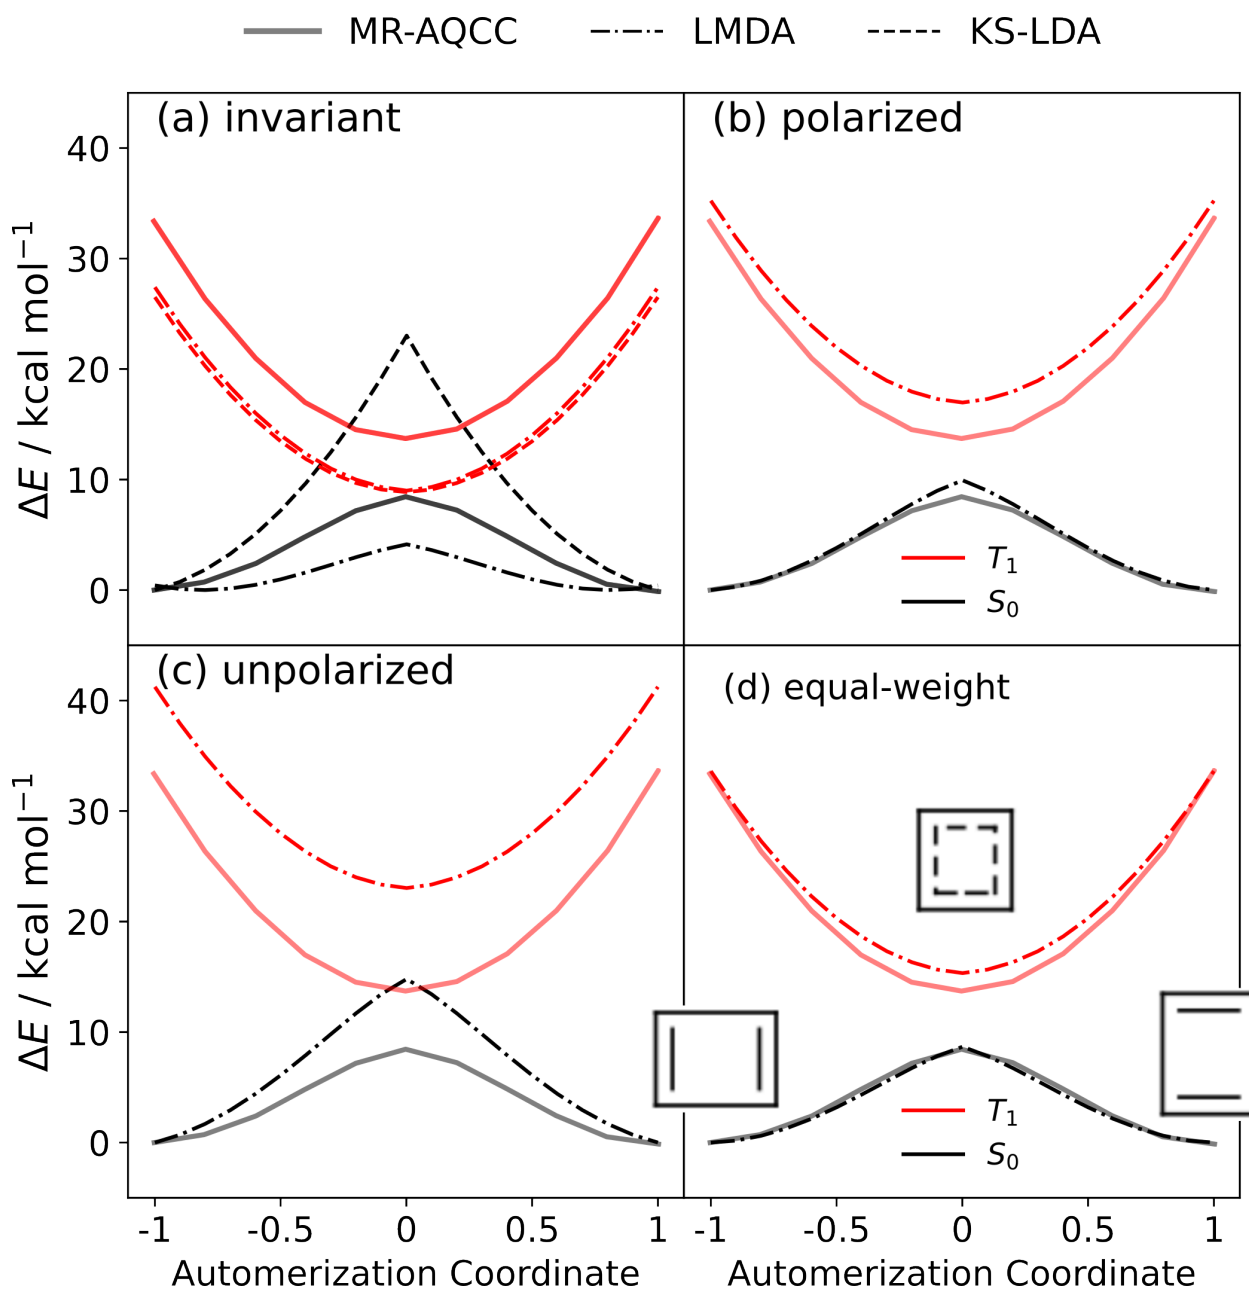 MR-AQCC LMDA KS-LDA
(a) invariant
(b) polarized
40
30
20
10
0
ΔE / kcal mol⁻¹
T₁
S₀
(c) unpolarized
(d) equal-weight
40
30
20
10
0
ΔE / kcal mol⁻¹
T₁
S₀
-1 -0.5 0 0.5 1
-1 -0.5 0 0.5 1
Automerization Coordinate
Automerization Coordinate